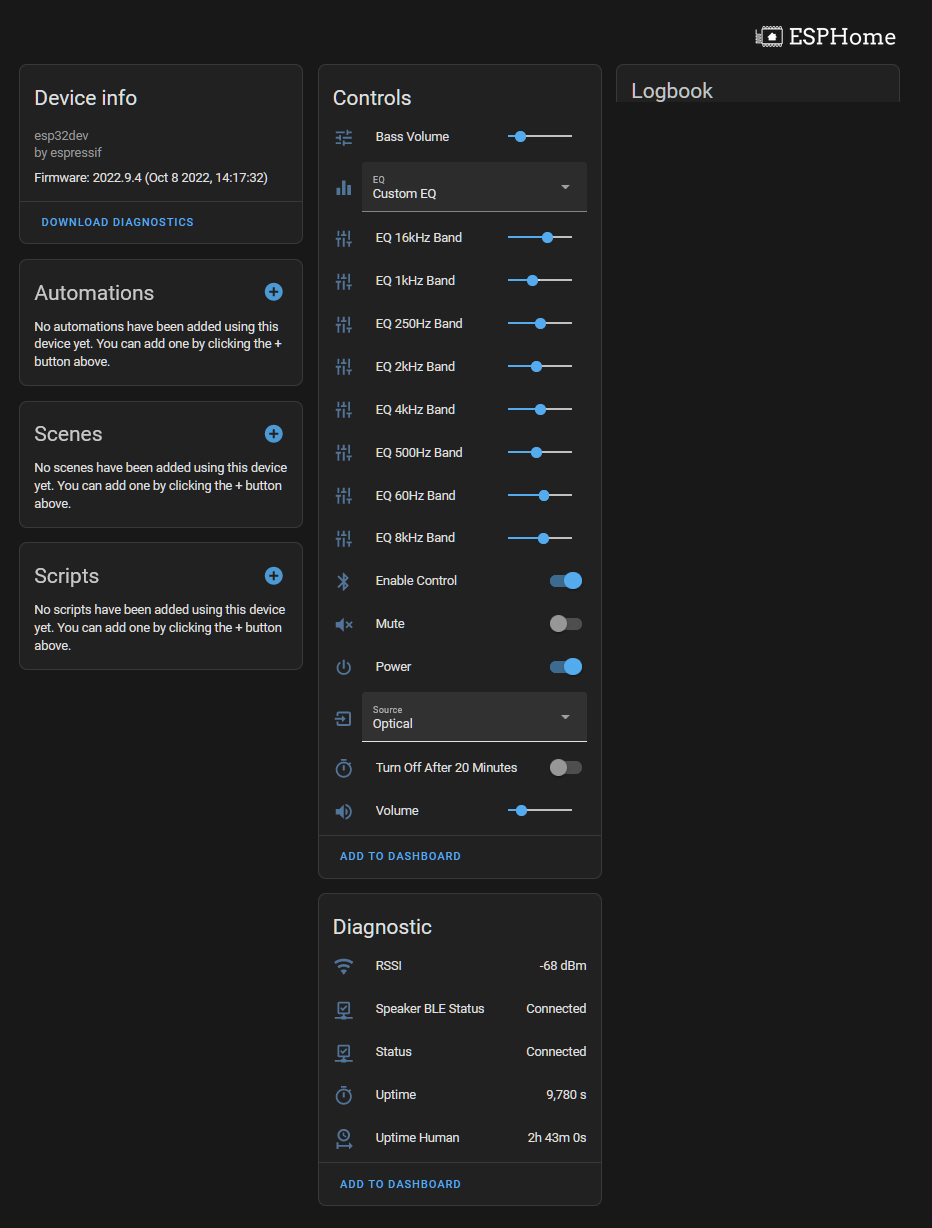 ESPHome
Device info
esp32dev
by espressif
Firmware: 2022.9.4 (Oct 8 2022, 14:17:32)
DOWNLOAD DIAGNOSTICS
Automations
No automations have been added using this
device yet. You can add one by clicking the +
button above.
Scenes
No scenes have been added using this device
yet. You can add one by clicking the + button
above.
Scripts
No scripts have been added using this device
yet. You can add one by clicking the + button
above.
Controls
Bass Volume
EQ
Custom EQ
EQ 16kHz Band
EQ 1kHz Band
EQ 250Hz Band
EQ 2kHz Band
EQ 4kHz Band
EQ 500Hz Band
EQ 60Hz Band
EQ 8kHz Band
Enable Control
Mute
Power
Source
Optical
Turn Off After 20 Minutes
Volume
ADD TO DASHBOARD
Diagnostic
RSSI -68 dBm
Speaker BLE Status Connected
Status Connected
Uptime 9,780 s
Uptime Human 2h 43m 0s
ADD TO DASHBOARD
Logbook